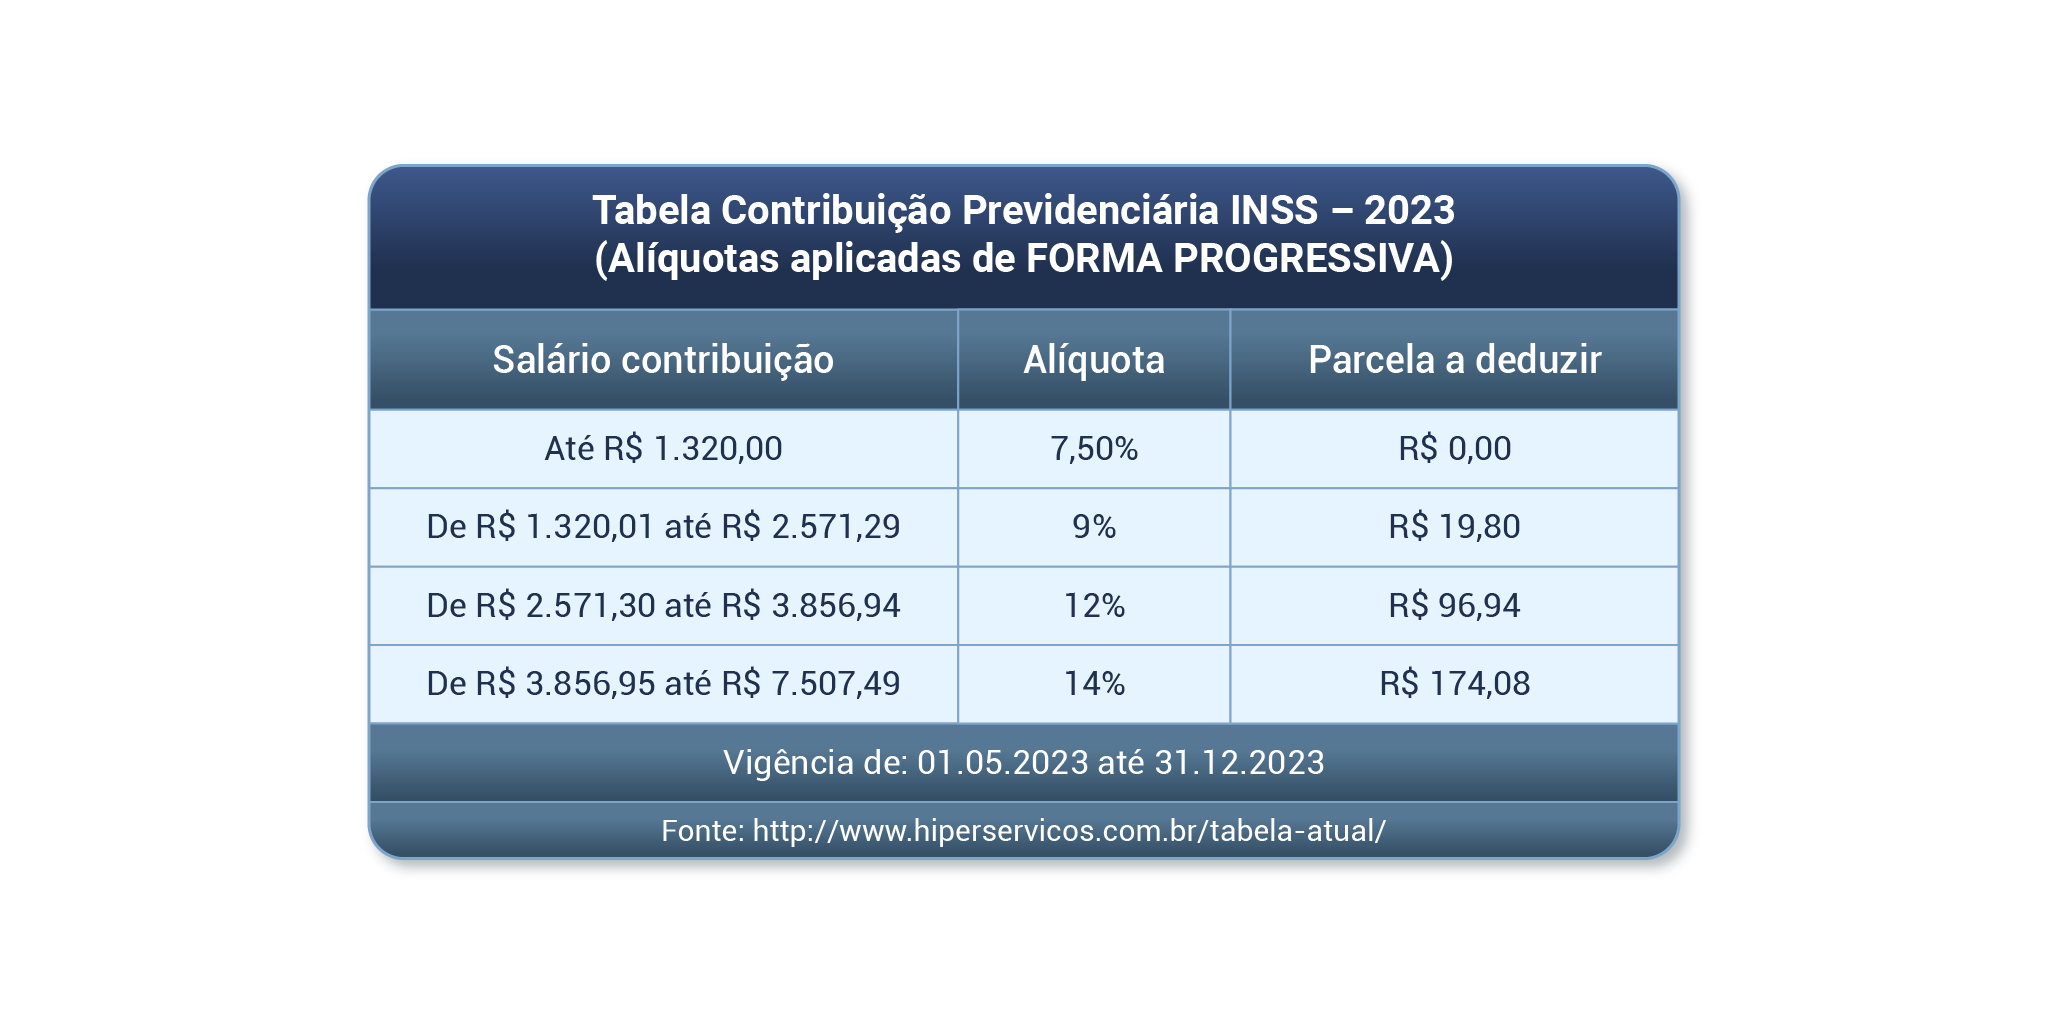 Tabela Contribuição Previdenciária INSS – 2023
(Alíquotas aplicadas de FORMA PROGRESSIVA)
Salário contribuição Alíquota Parcela a deduzir
Até R$ 1.320,00 7,50% R$ 0,00
De R$ 1.320,01 até R$ 2.571,29 9% R$ 19,80
De R$ 2.571,30 até R$ 3.856,94 12% R$ 96,94
De R$ 3.856,95 até R$ 7.507,49 14% R$ 174,08
Vigência de: 01.05.2023 até 31.12.2023
Fonte: http://www.hiperservicos.com.br/tabela-atual/